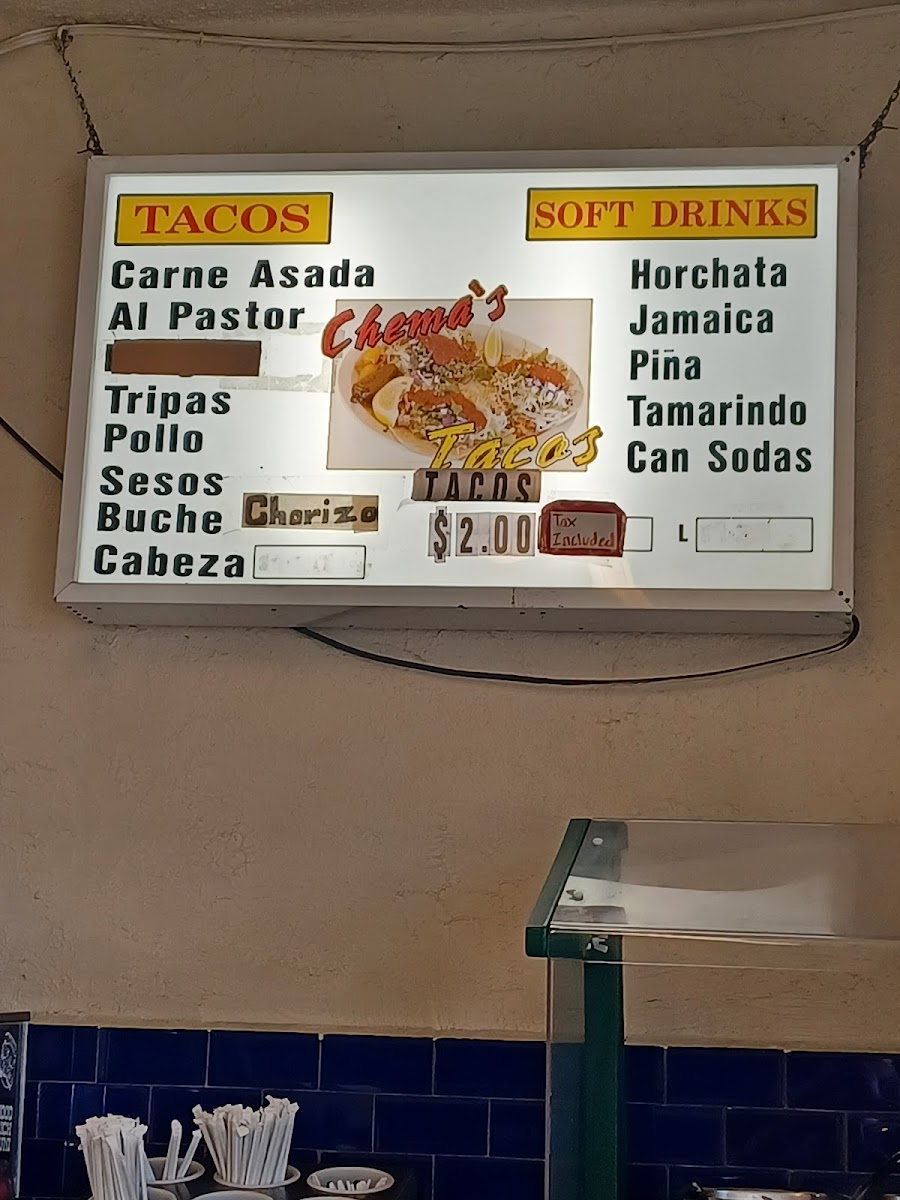 TACOS
Carne Asada
Al Pastor
Tripas
Pollo
Sesos
Buche Chorizo
Cabeza
Chema's
Tacos
TACOS
$2.00 Tax
Included
SOFT DRINKS
Horchata
Jamaica
Piña
Tamarindo
Can Sodas
L